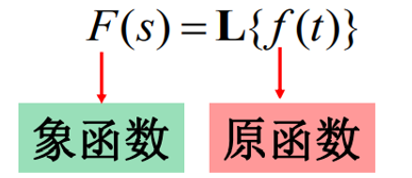 F(s) = L{f(t)}
象函数 原函数